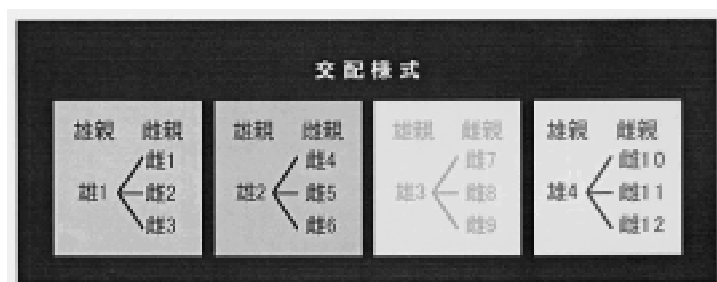 交配様式
雄親 雌親 雄親 雌親 雄親 雌親 雄親 雌親
雌1 雌4 雌7 雌10
雄1 雌2 雄2 雌5 雄3 雌8 雄4 雌11
雌3 雌6 雌9 雌12